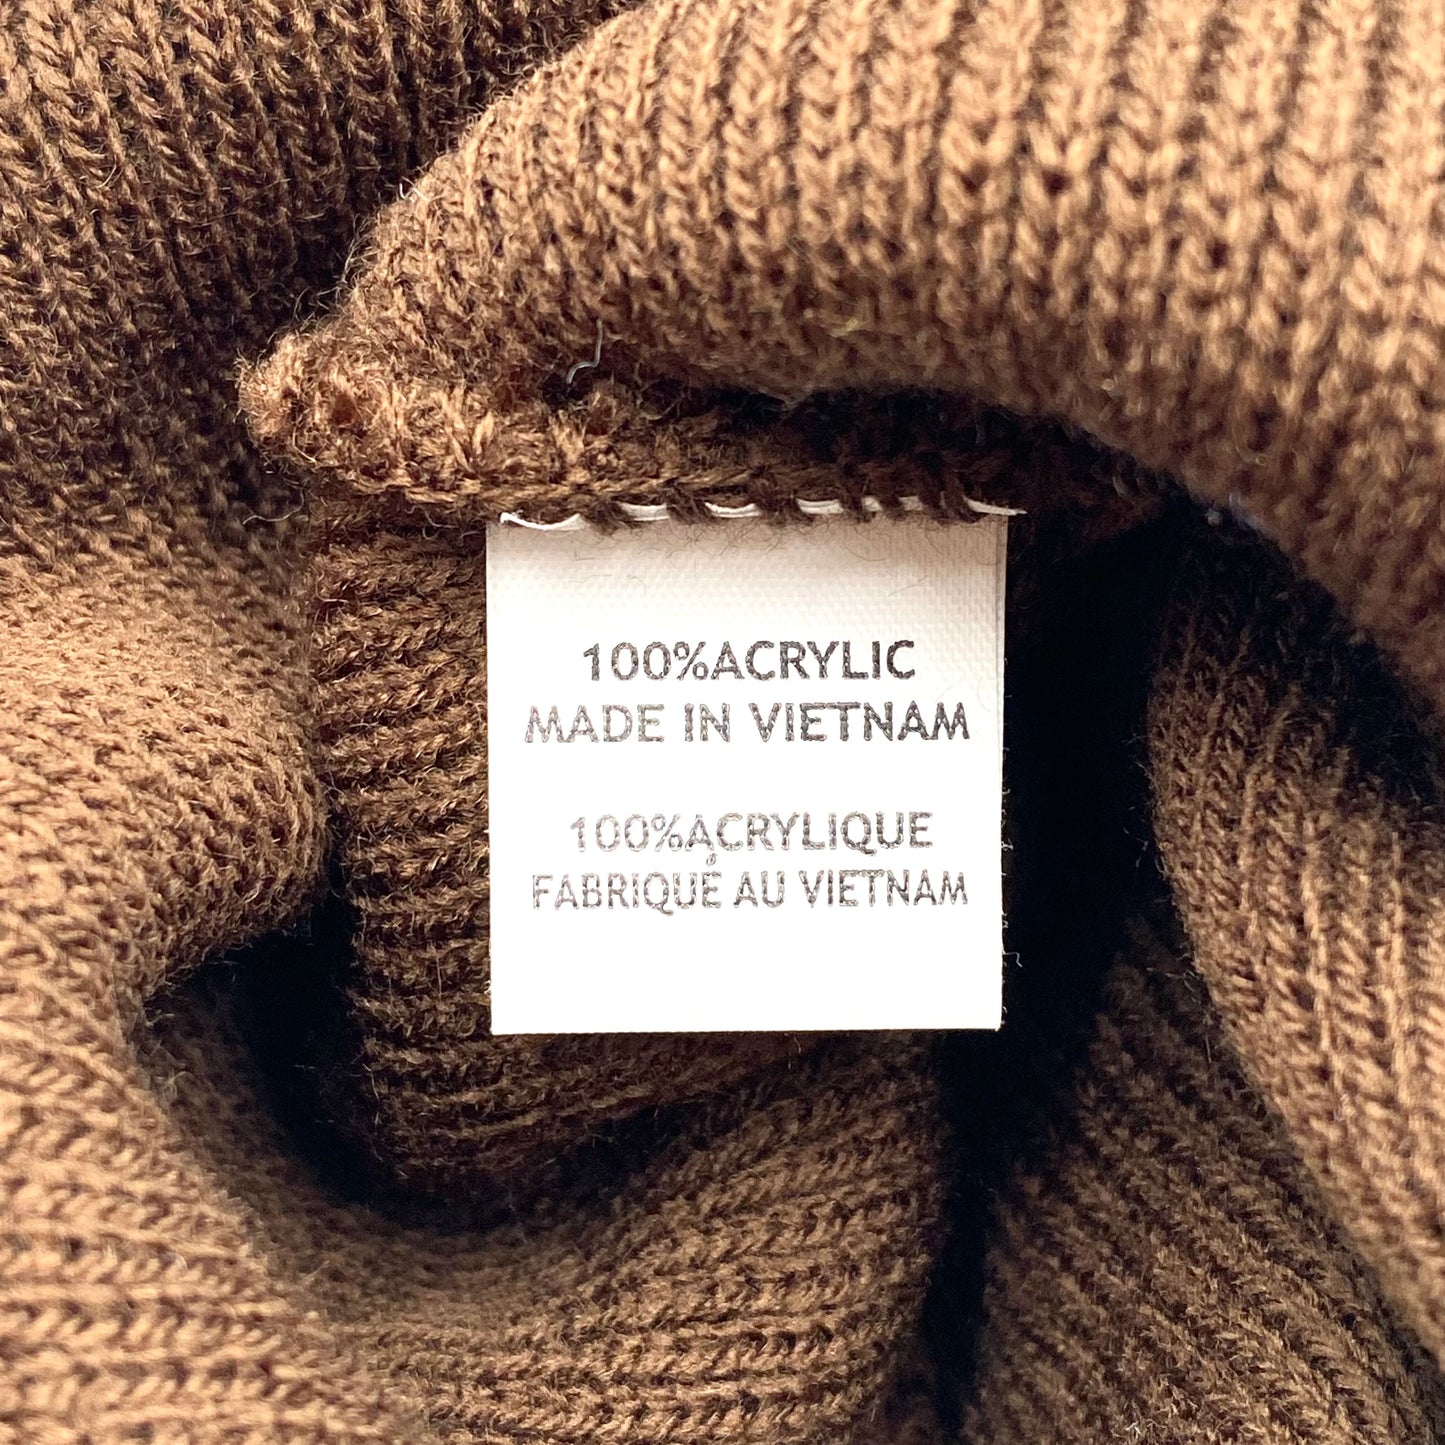 100%ACRYLIC
MADE IN VIETNAM
100%ACRYLIQUE
FABRIQUÉ AU VIETNAM